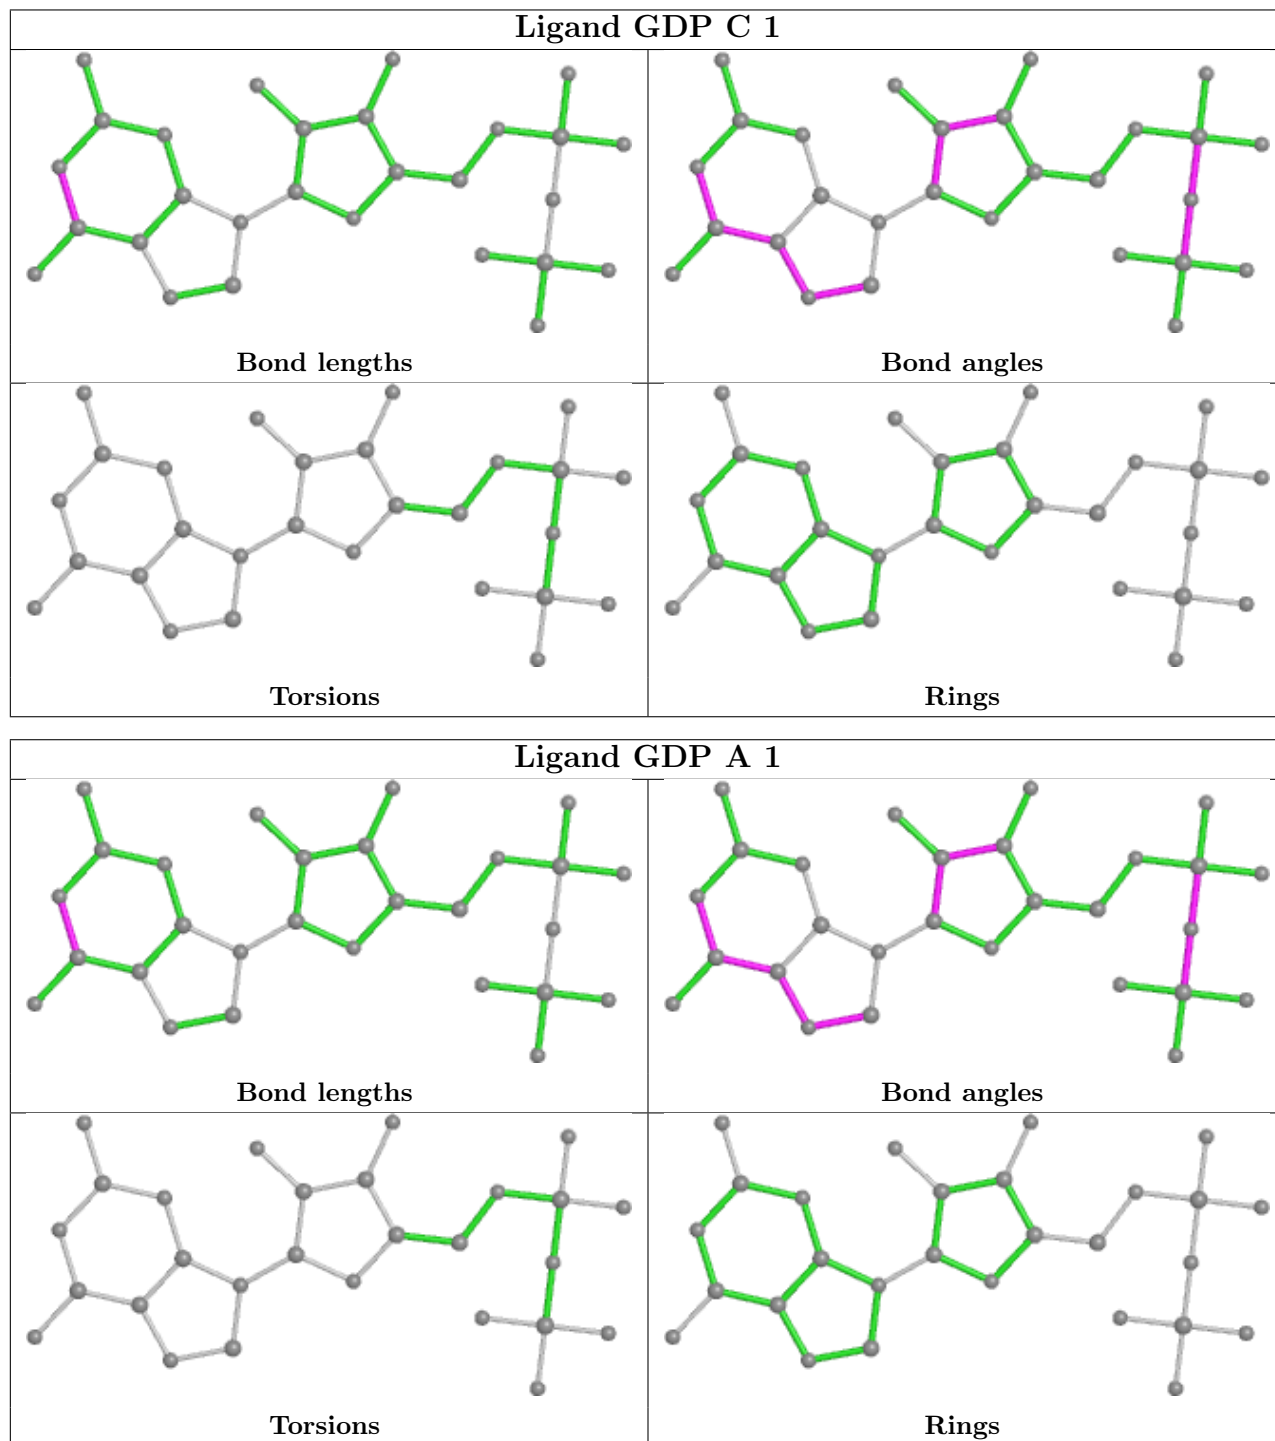 Ligand GDP C 1
Bond lengths
Bond angles
Torsions
Rings
Ligand GDP A 1
Bond lengths
Bond angles
Torsions
Rings